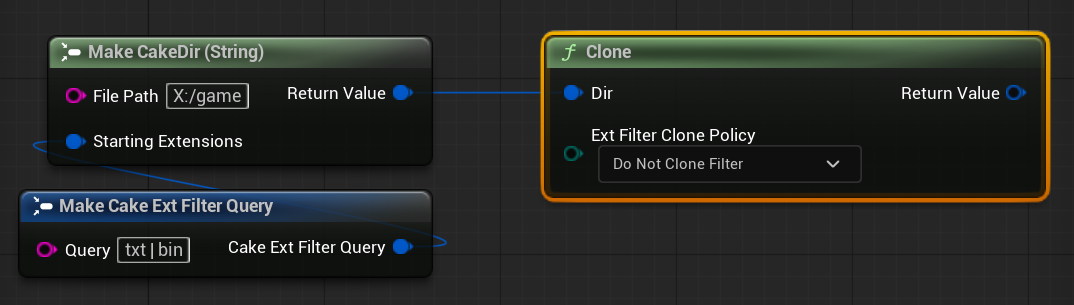 Make CakeDir (String)
File Path X:/game Return Value
Starting Extensions
Make Cake Ext Filter Query
Query txt|bin Cake Ext Filter Query
f Clone
Dir Return Value
Ext Filter Clone Policy
Do Not Clone Filter